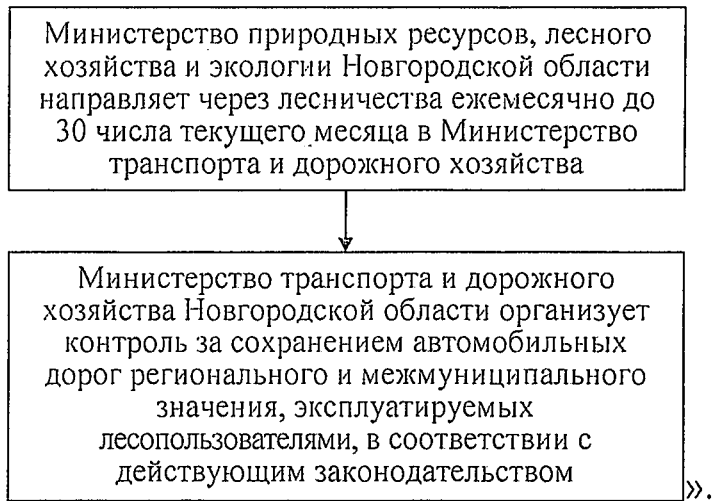 Министерство природных ресурсов, лесного
хозяйства и экологии Новгородской области
направляет через лесничества ежемесячно до
30 числа текущего месяца в Министерство
транспорта и дорожного хозяйства
Министерство транспорта и дорожного
хозяйства Новгородской области организует
контроль за сохранением автомобильных
дорог регионального и межмуниципального
значения, эксплуатируемых
лесопользователями, в соответствии с
действующим законодательством
».